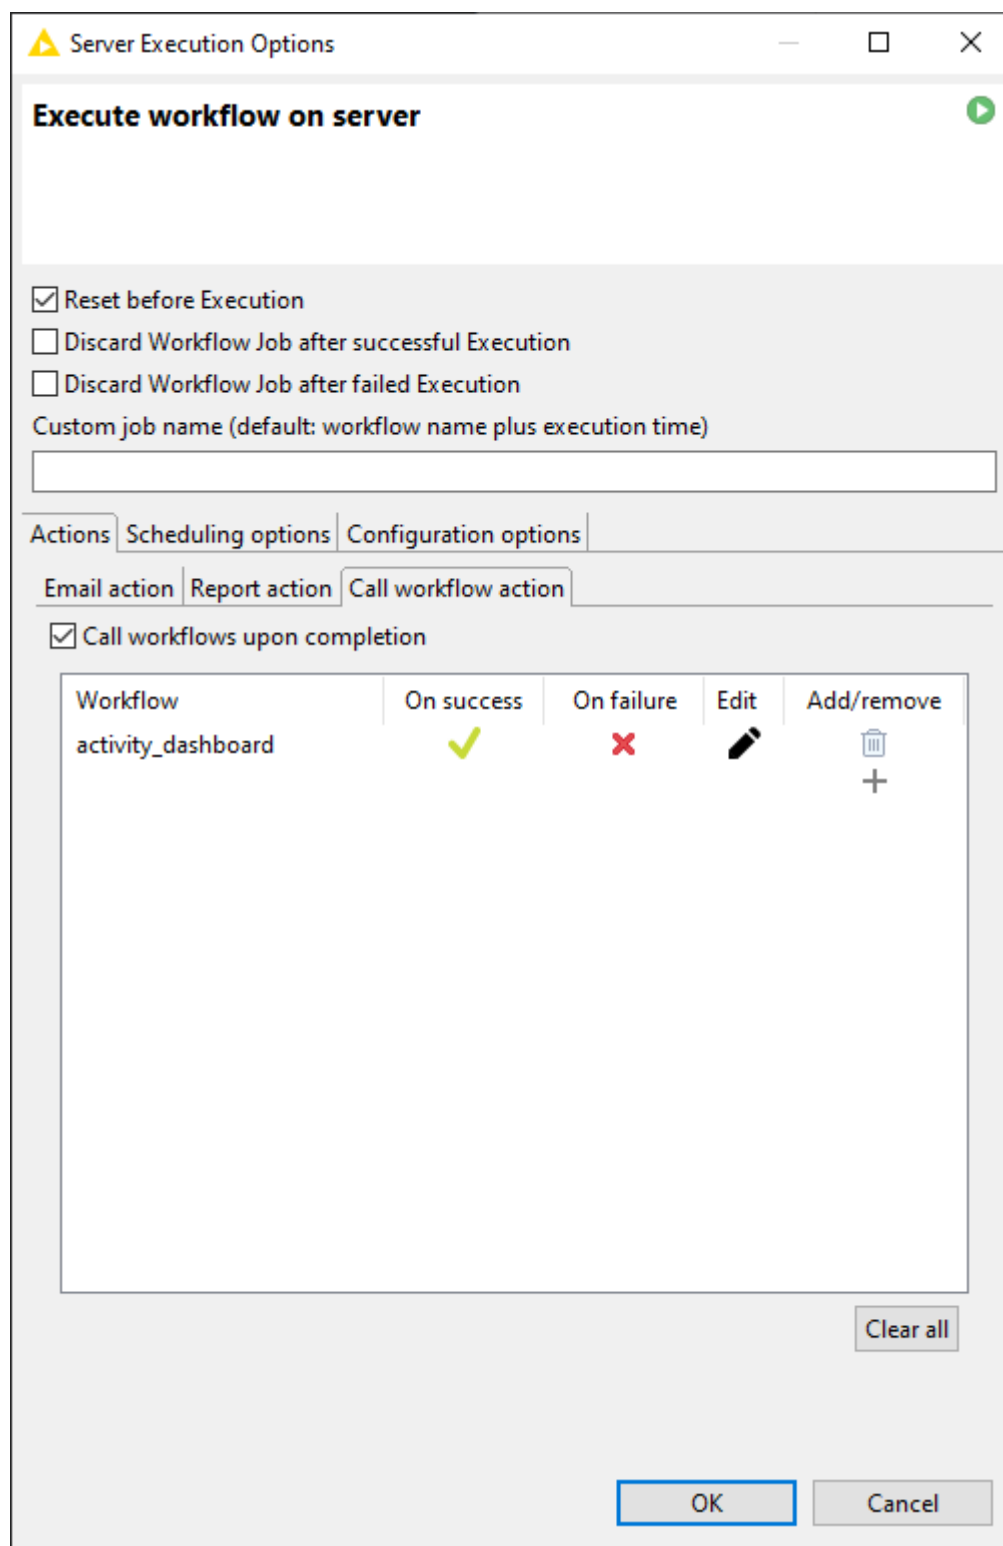 Server Execution Options
Execute workflow on server
Reset before Execution
Discard Workflow Job after successful Execution
Discard Workflow Job after failed Execution
Custom job name (default: workflow name plus execution time)
Actions Scheduling options Configuration options
Email action Report action Call workflow action
Call workflows upon completion
Workflow On success On failure Edit Add/remove
activity_dashboard
Clear all
OK Cancel